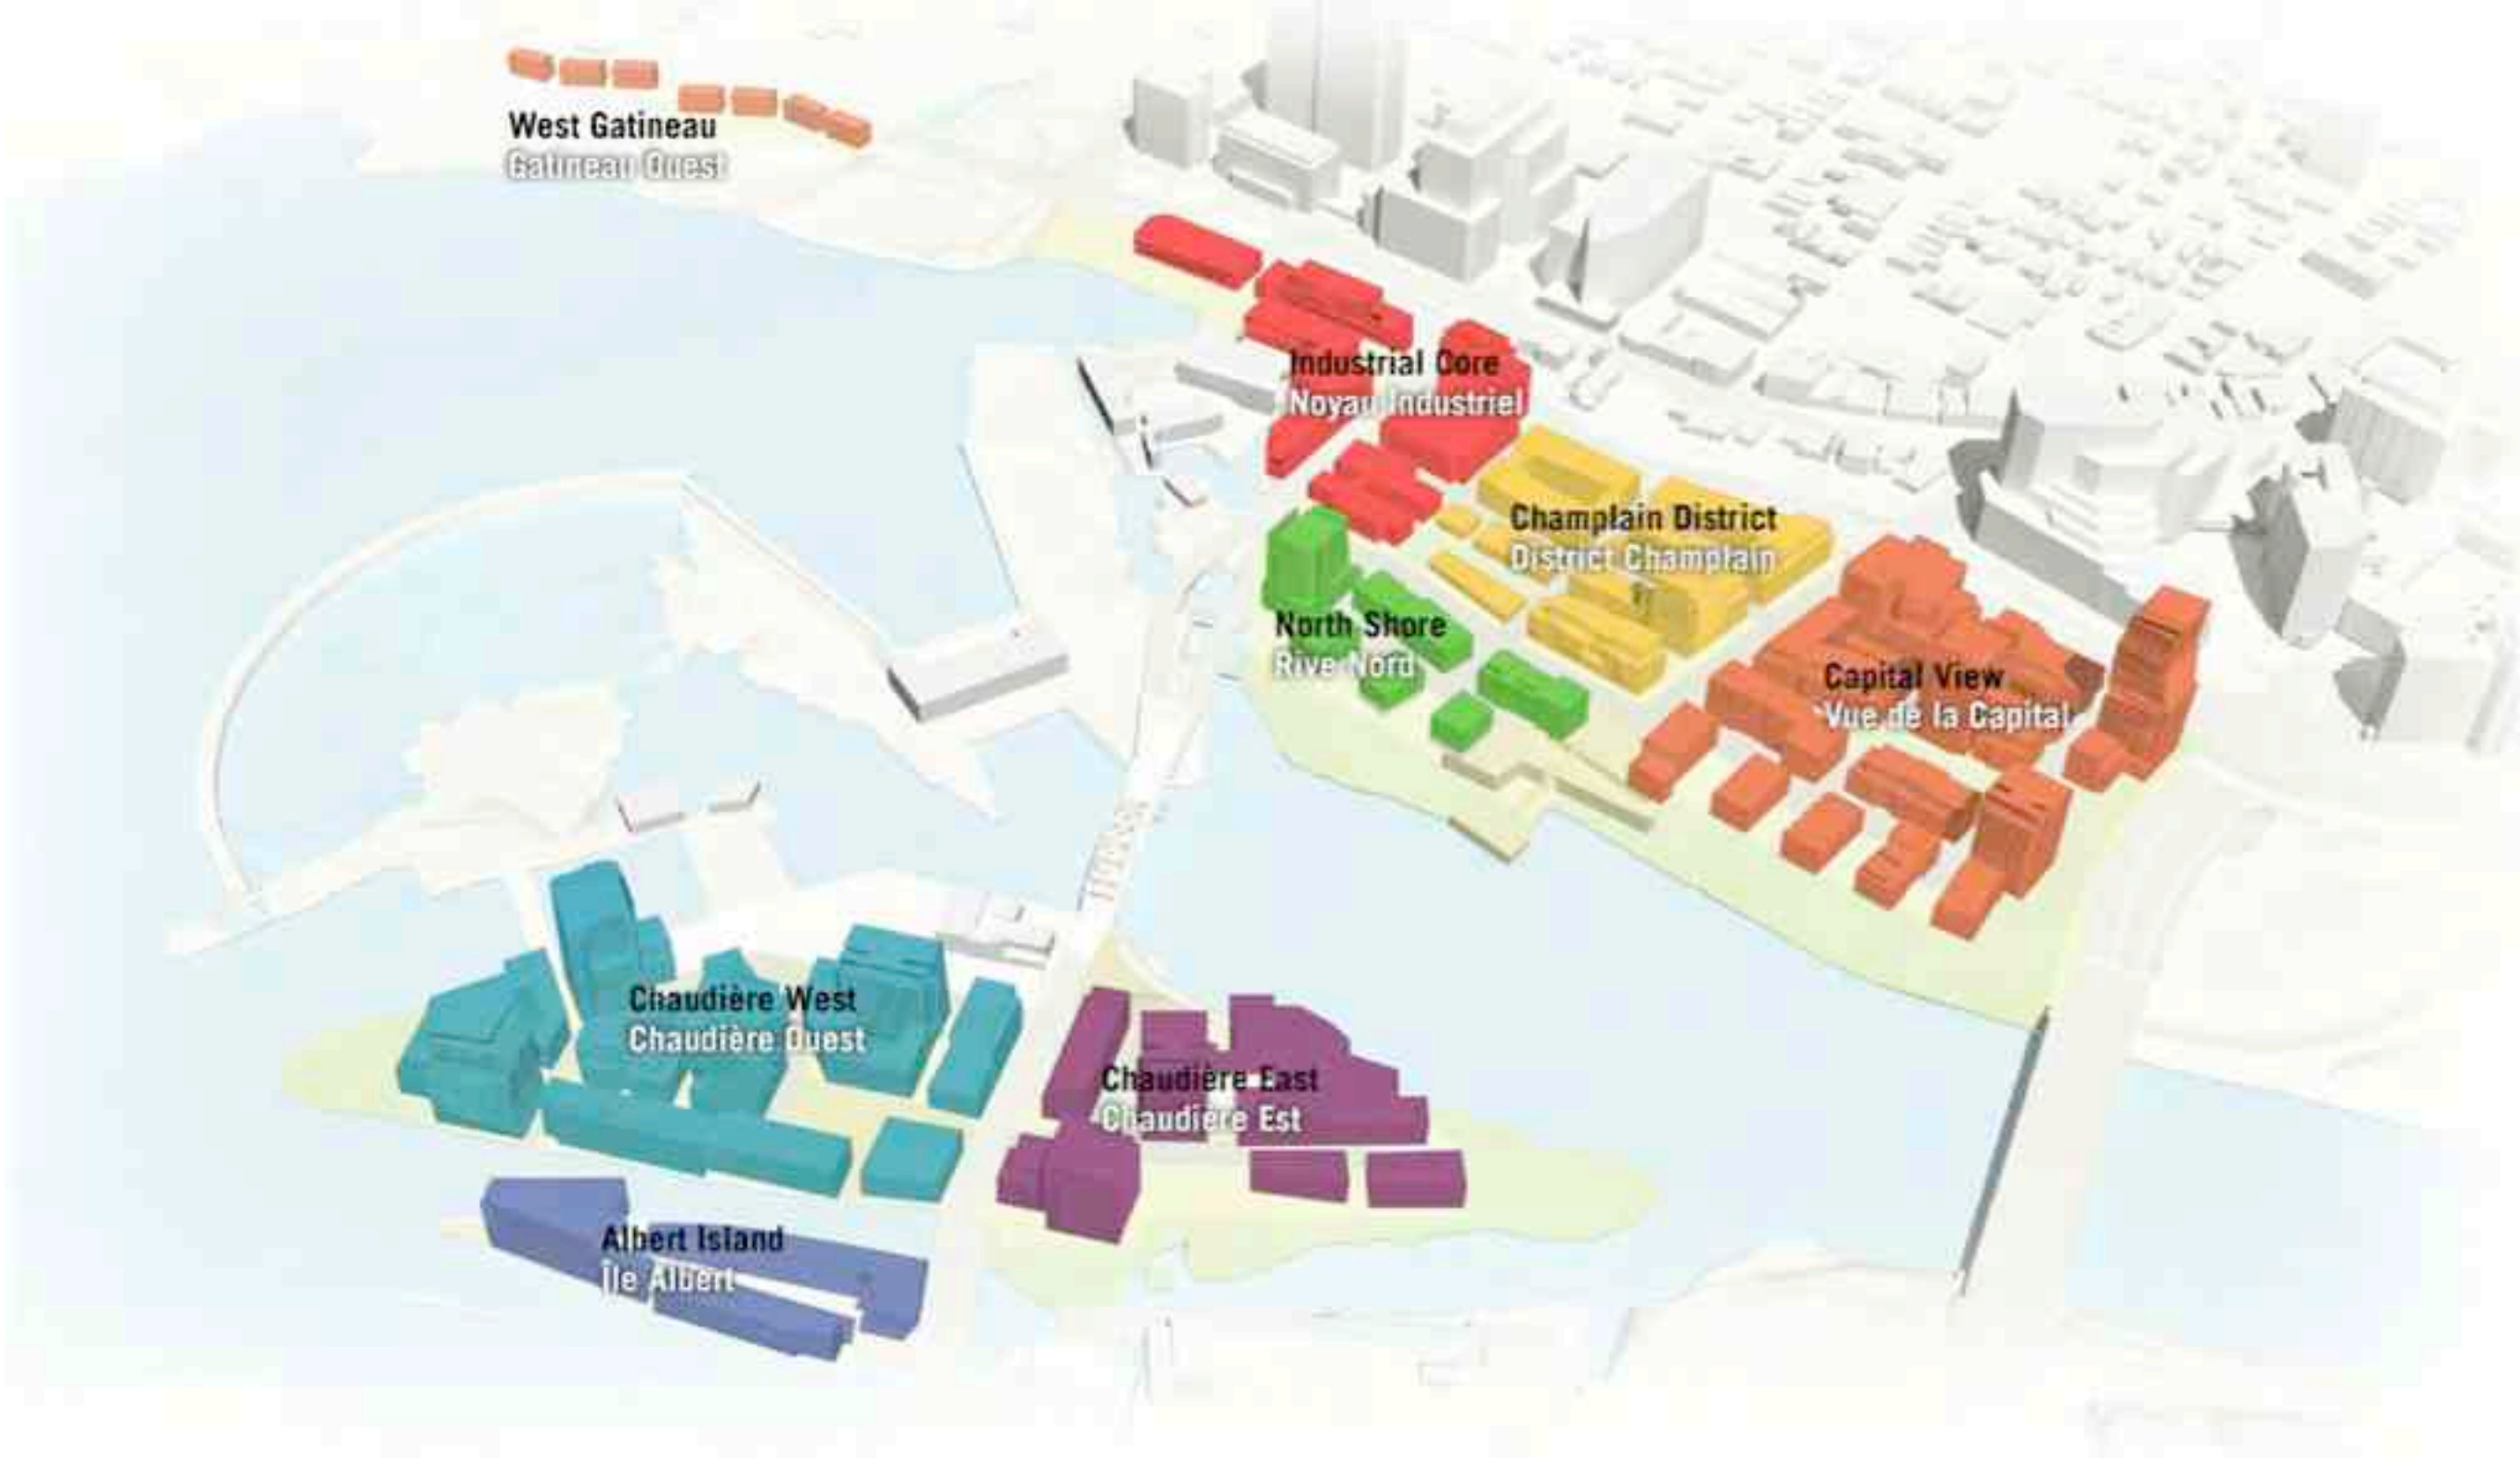 West Gatineau
Gatineau Ouest
Industrial Core
Noyau Industriel
Champlain District
District Champlain
North Shore
Rive Nord
Capital View
Vue de la Capital
Chaudière West
Chaudière Ouest
Chaudière East
Chaudière Est
Albert Island
Île Albert